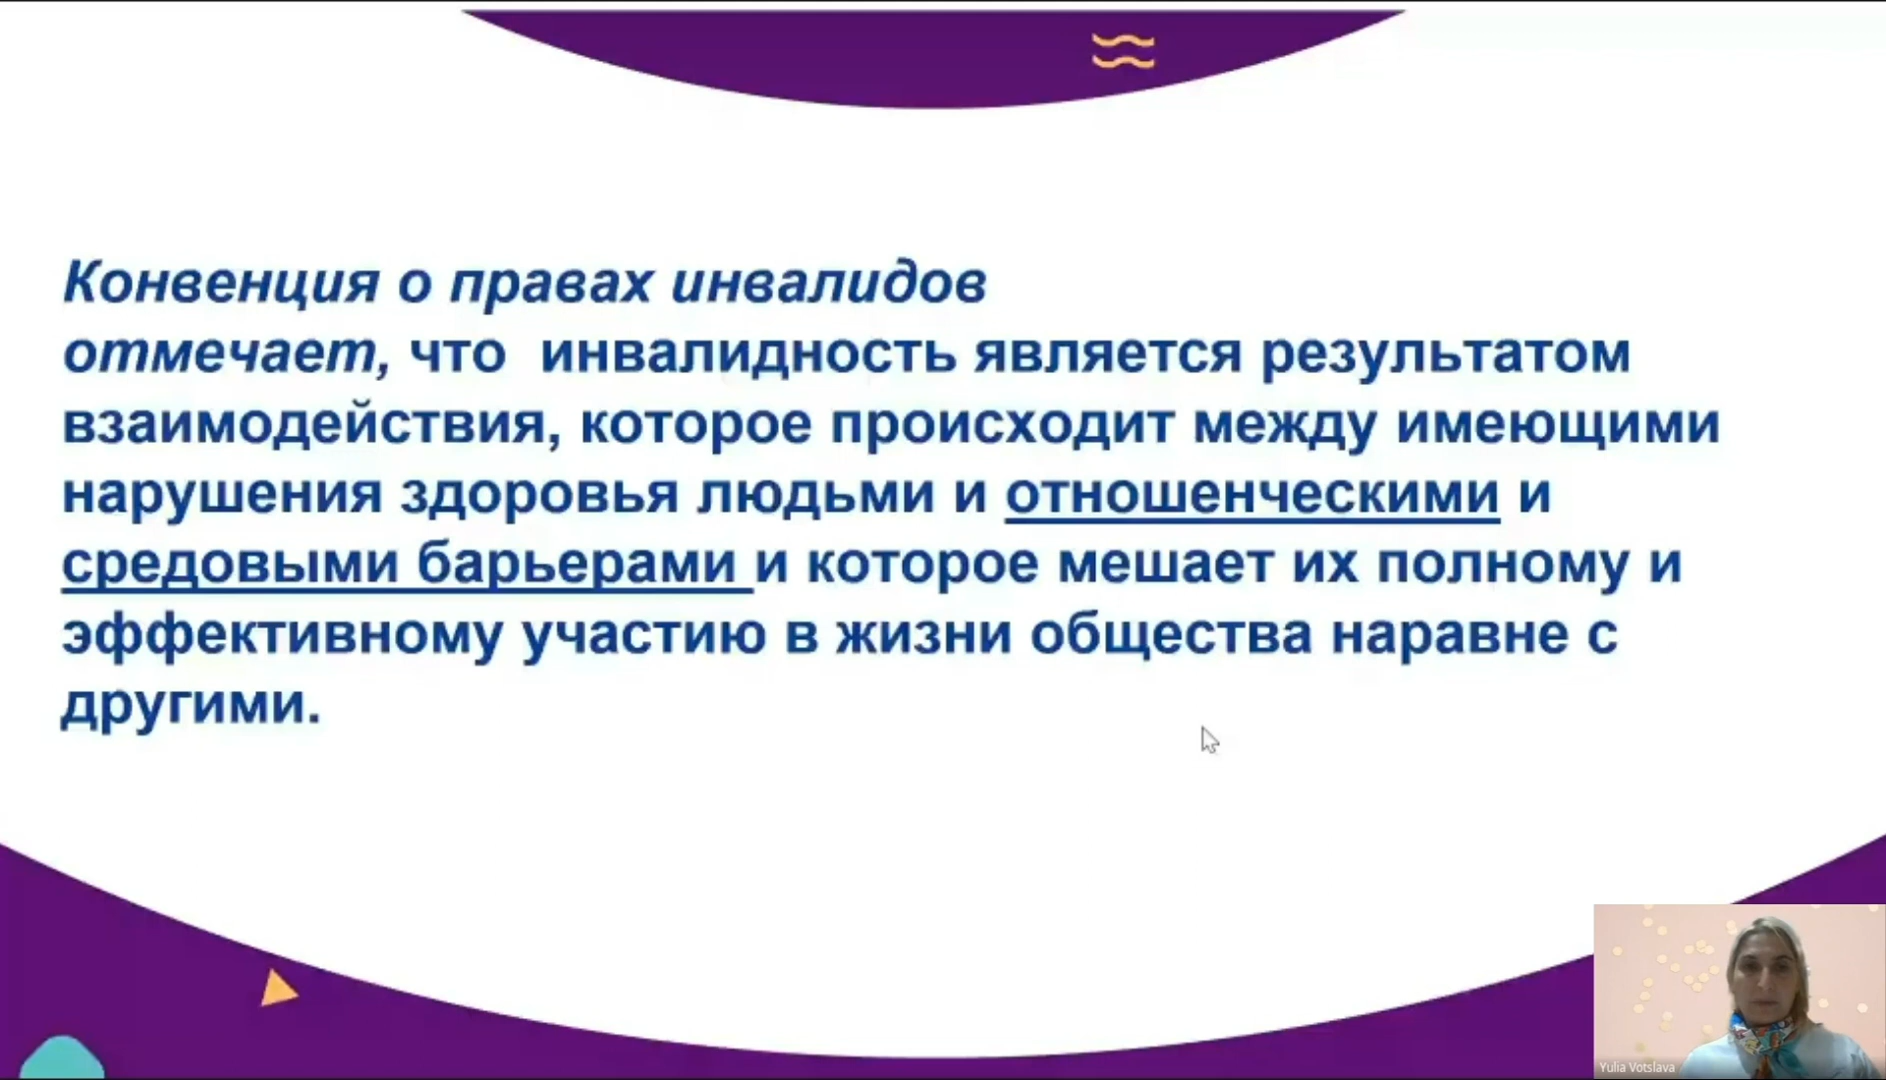 Конвенция о правах инвалидов
отмечает, что  инвалидность является результатом
взаимодействия, которое происходит между имеющими
нарушения здоровья людьми и отношенческими и
средовыми барьерами и которое мешает их полному и
эффективному участию в жизни общества наравне с
другими.
Yulia Votslava